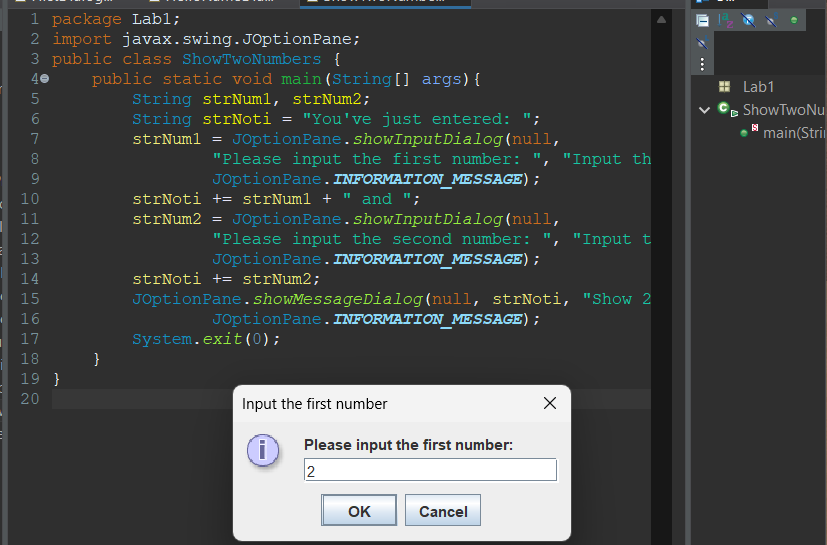 1 package Lab1;
2 import javax.swing.JOptionPane;
3 public class ShowTwoNumbers {
4 public static void main(String[] args){
5 String strNum1, strNum2;
6 String strNoti = "You've just entered: ";
7 strNum1 = JOptionPane.showInputDialog(null,
8 "Please input the first number: ", "Input th
9 JOptionPane.INFORMATION_MESSAGE);
10 strNoti += strNum1 + " and ";
11 strNum2 = JOptionPane.showInputDialog(null,
12 "Please input the second number: ", "Input t
13 JOptionPane.INFORMATION_MESSAGE);
14 strNoti += strNum2;
15 JOptionPane.showMessageDialog(null, strNoti, "Show 2
16 JOptionPane.INFORMATION_MESSAGE);
17 System.exit(0);
18 }
19 }
20
Lab1
ShowTwoNu
main(Strin
Input the first number
Please input the first number:
2
OK Cancel